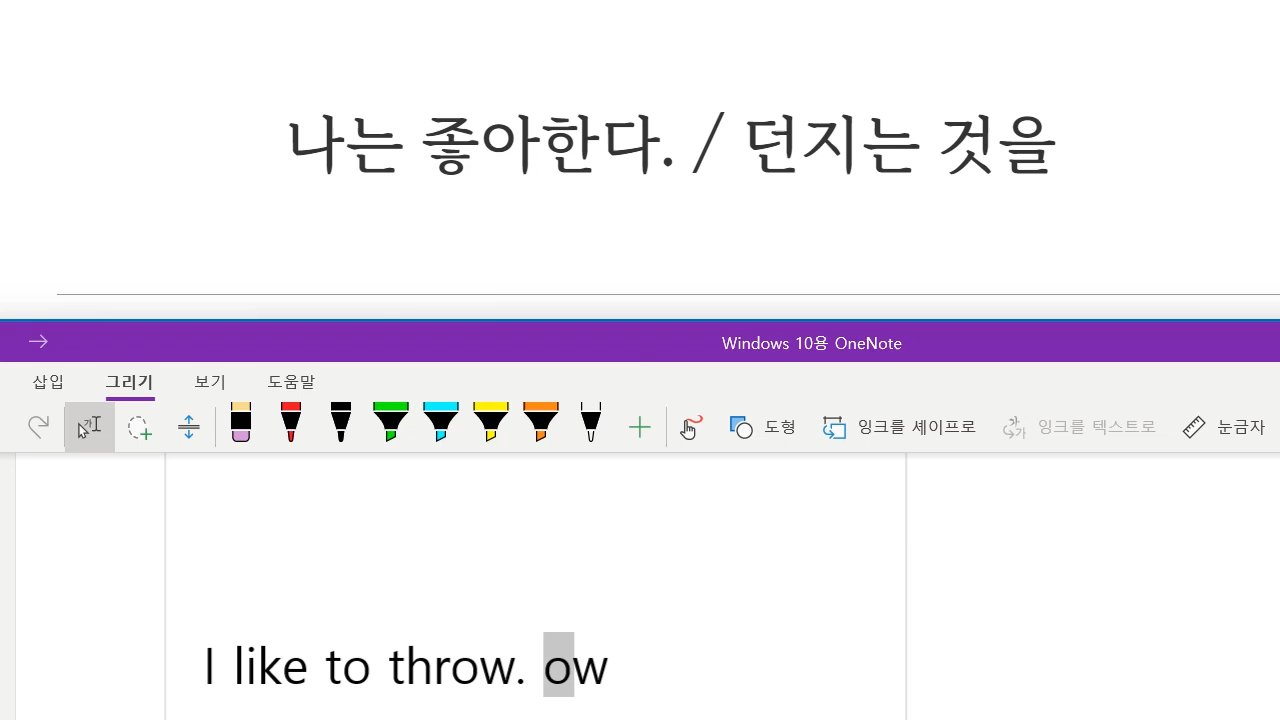 나는 좋아한다. / 던지는 것을
Windows 10용 OneNote
삽입 그리기 보기 도움말
도형 잉크를 셰이프로 잉크를 텍스트로 눈금자
I like to throw. ow